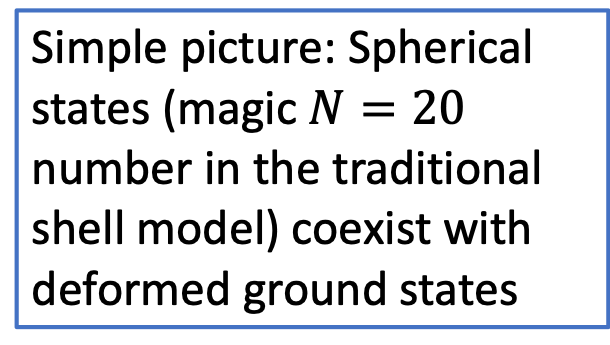 Simple picture: Spherical
states (magic N = 20
number in the traditional
shell model) coexist with
deformed ground states